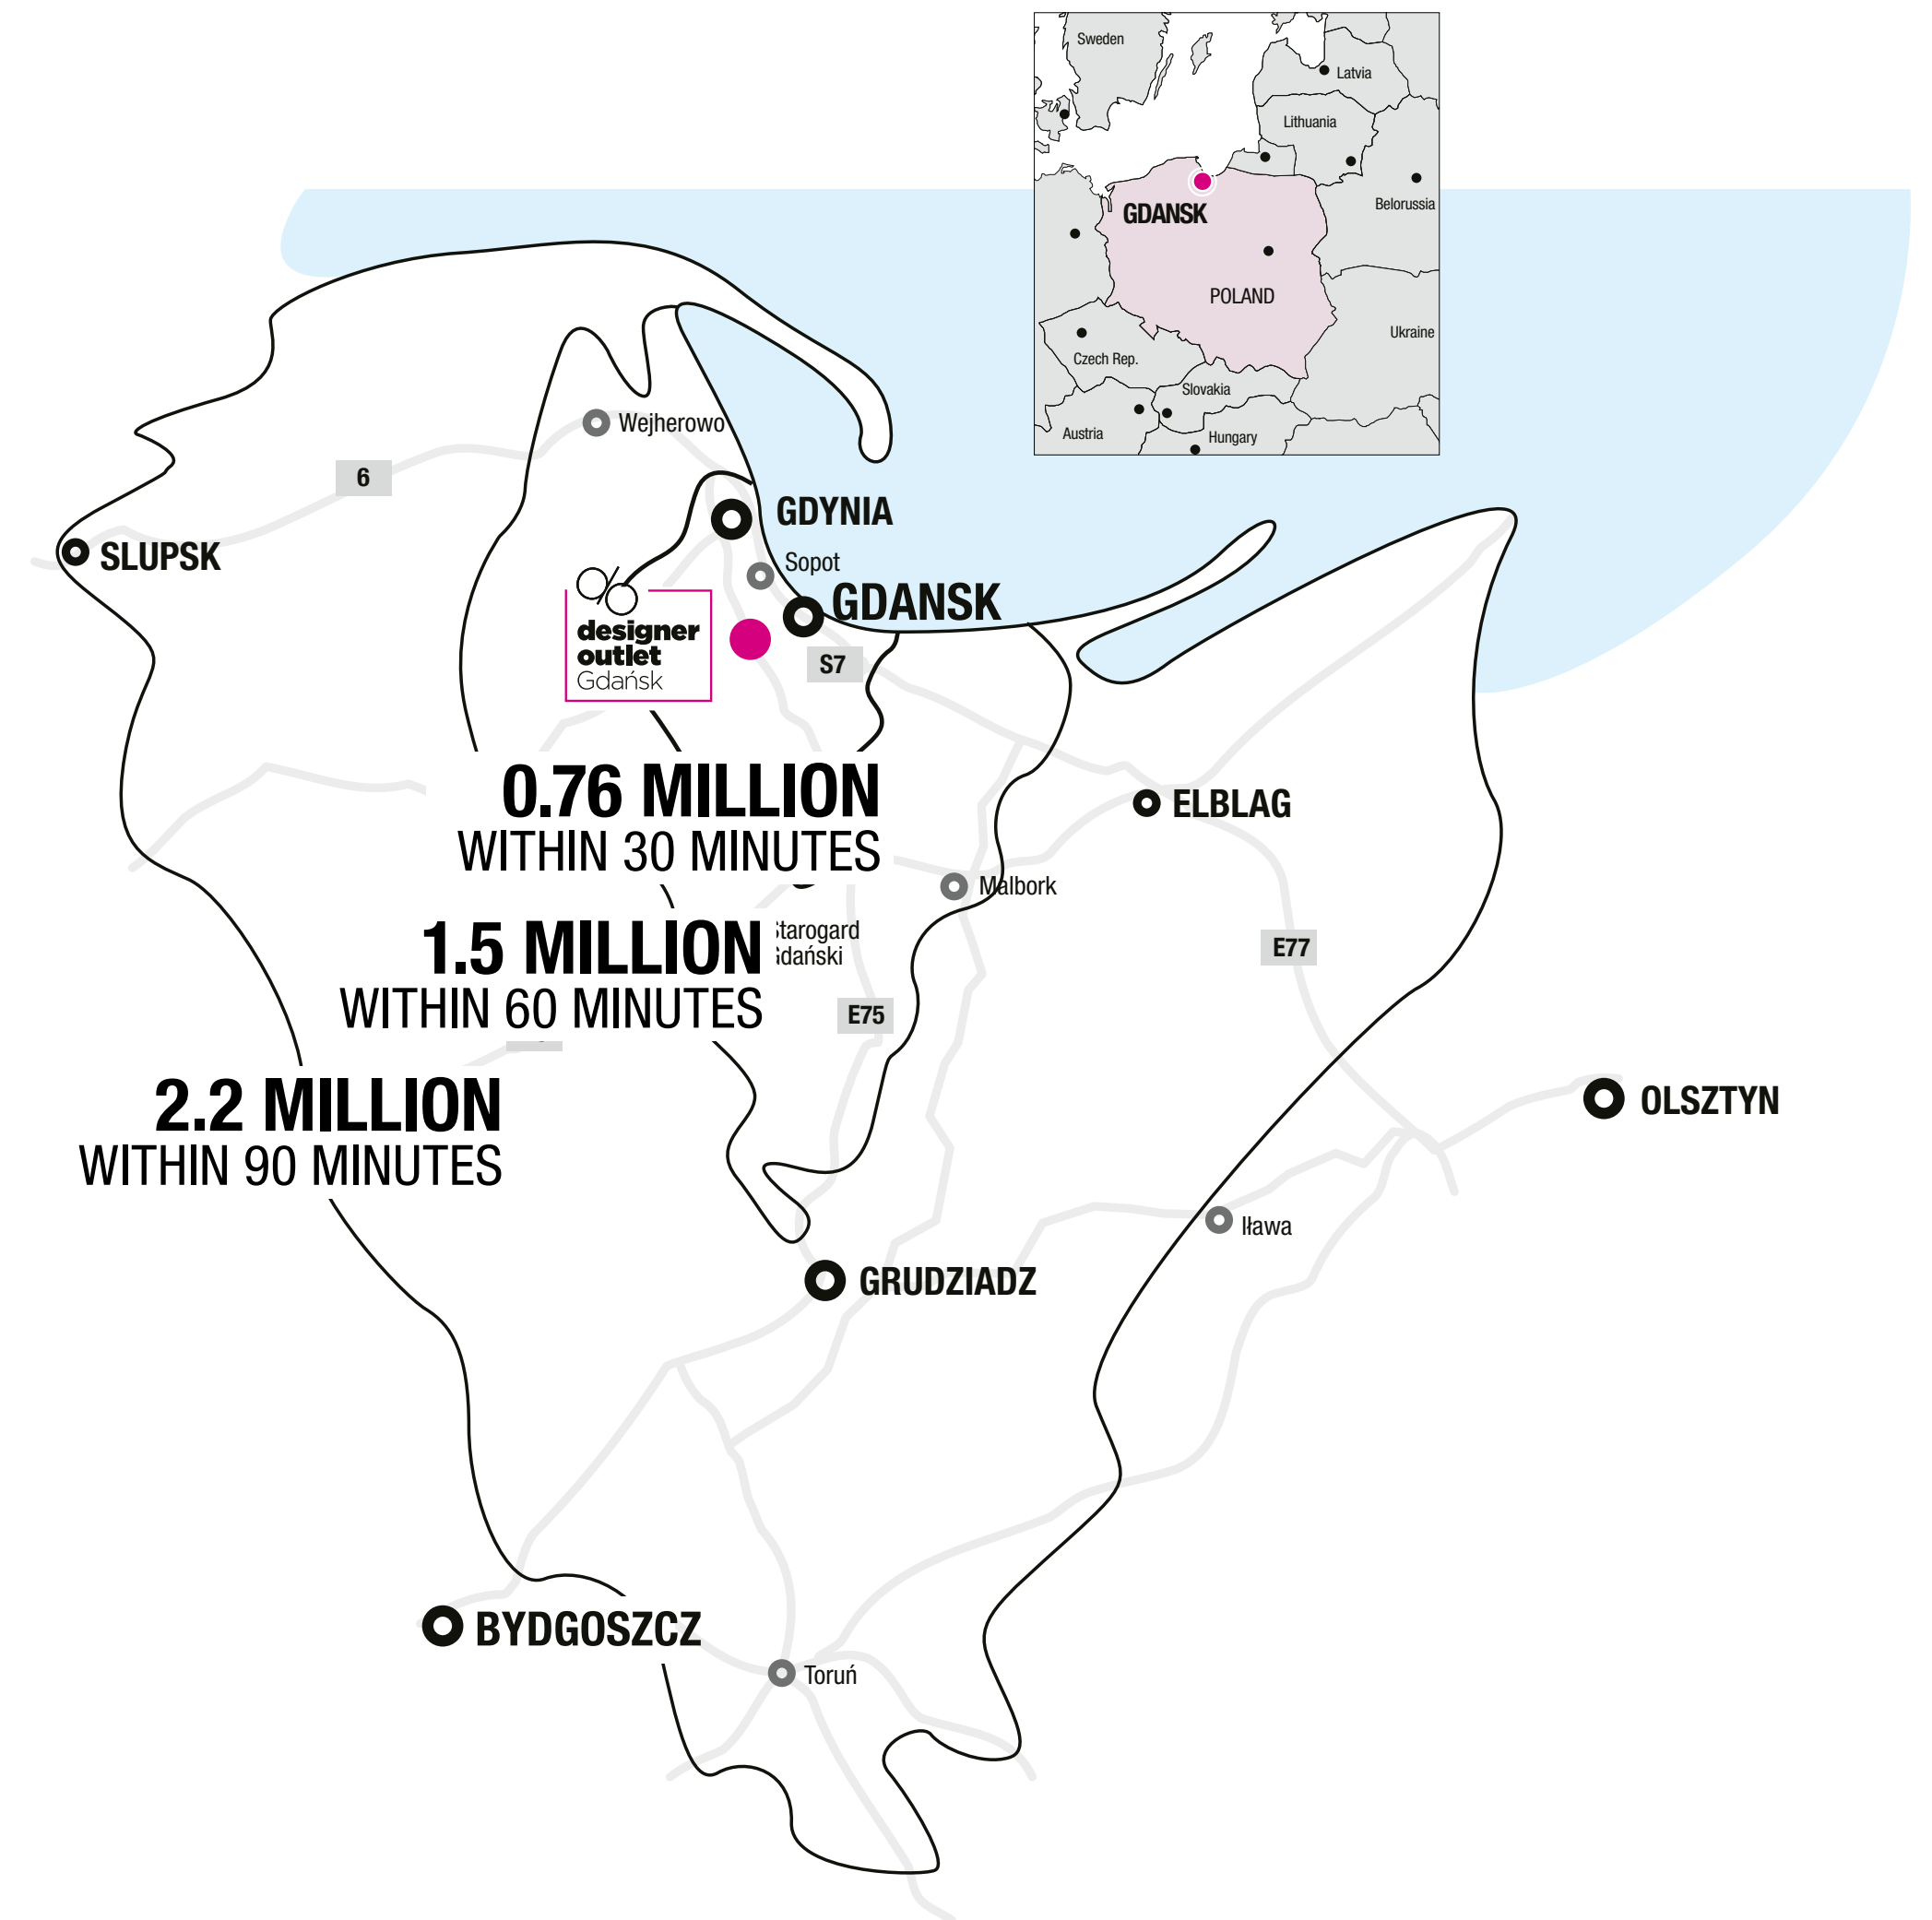 Sweden
Latvia
Lithuania
Belorussia
GDANSK
POLAND
Ukraine
Czech Rep.
Slovakia
Austria
Hungary
Wejherowo
6
GDYNIA
SLUPSK
Sopot
GDANSK
designer
outlet
Gdańsk
S7
0.76 MILLION
WITHIN 30 MINUTES
ELBLAG
Malbork
1.5 MILLION
WITHIN 60 MINUTES
tarogard
dański
E77
E75
2.2 MILLION
WITHIN 90 MINUTES
OLSZTYN
Iława
GRUDZIADZ
BYDGOSZCZ
Toruń